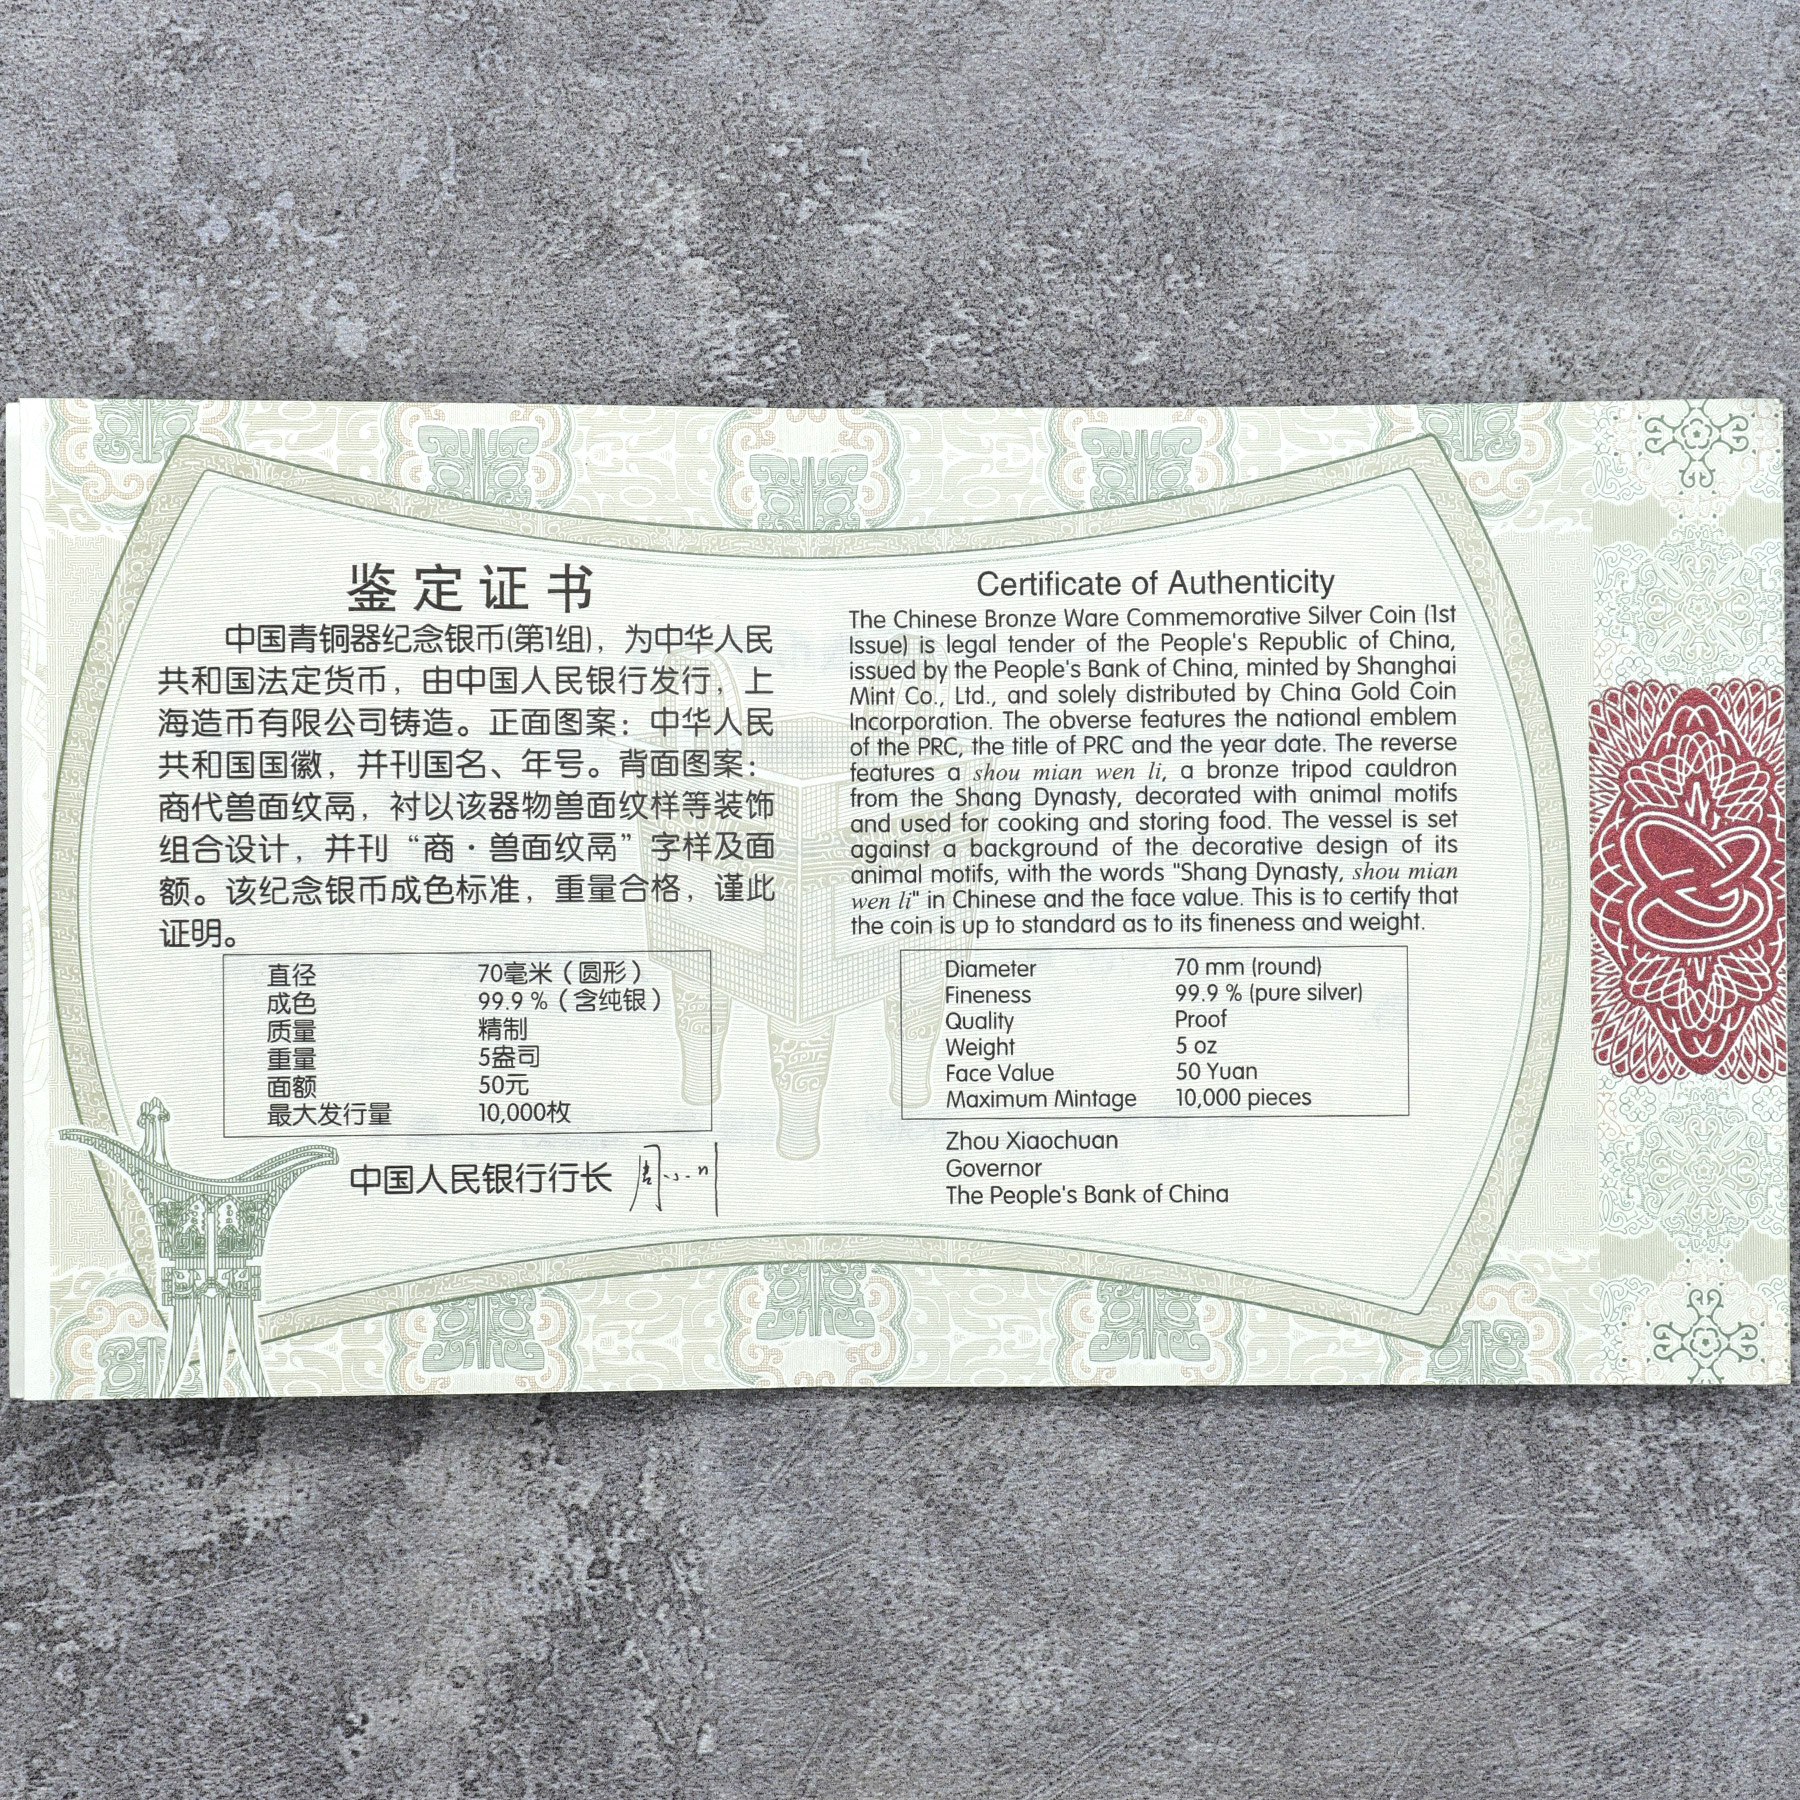 鉴定证书
中国青铜器纪念银币(第1组)，为中华人民
共和国法定货币，由中国人民银行发行，上
海造币有限公司铸造。正面图案：中华人民
共和国国徽，并刊国名、年号。背面图案：
商代兽面纹鬲，衬以该器物兽面纹样等装饰
组合设计，并刊“商·兽面纹鬲”字样及面
额。该纪念银币成色标准，重量合格，谨此
证明。
直径 70毫米（圆形）
成色 99.9 %（含纯银）
质量 精制
重量 5盎司
面额 50元
最大发行量 10,000枚
中国人民银行行长
Certificate of Authenticity
The Chinese Bronze Ware Commemorative Silver Coin (1st
Issue) is legal tender of the People's Republic of China,
issued by the People's Bank of China, minted by Shanghai
Mint Co., Ltd., and solely distributed by China Gold Coin
Incorporation. The obverse features the national emblem
of the PRC, the title of PRC and the year date. The reverse
features a shou mian wen li, a bronze tripod cauldron
from the Shang Dynasty, decorated with animal motifs
and used for cooking and storing food. The vessel is set
against a background of the decorative design of its
animal motifs, with the words "Shang Dynasty, shou mian
wen li" in Chinese and the face value. This is to certify that
the coin is up to standard as to its fineness and weight.
Diameter 70 mm (round)
Fineness 99.9 % (pure silver)
Quality Proof
Weight 5 oz
Face Value 50 Yuan
Maximum Mintage 10,000 pieces
Zhou Xiaochuan
Governor
The People's Bank of China